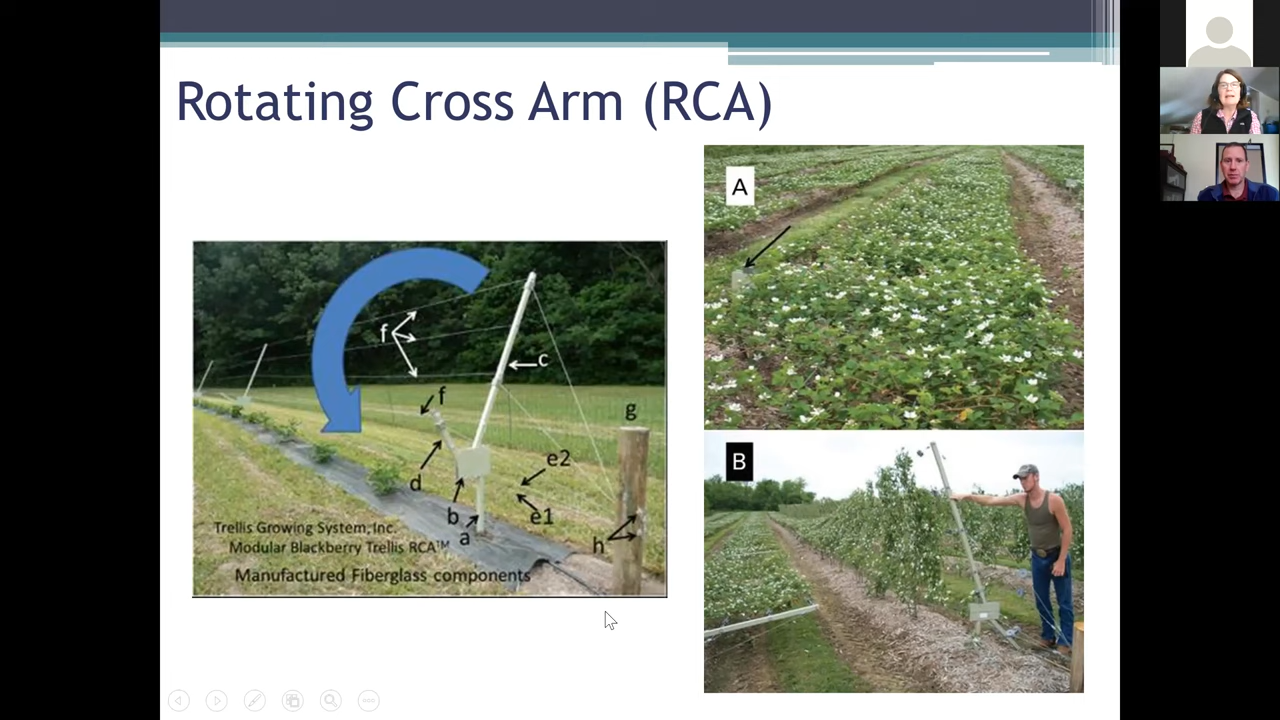 Rotating Cross Arm (RCA)
f
c
f
g
d
e2
b
e1
a
h
Trellis Growing System, Inc.
Modular Blackberry Trellis RCA™
Manufactured Fiberglass components
A
B